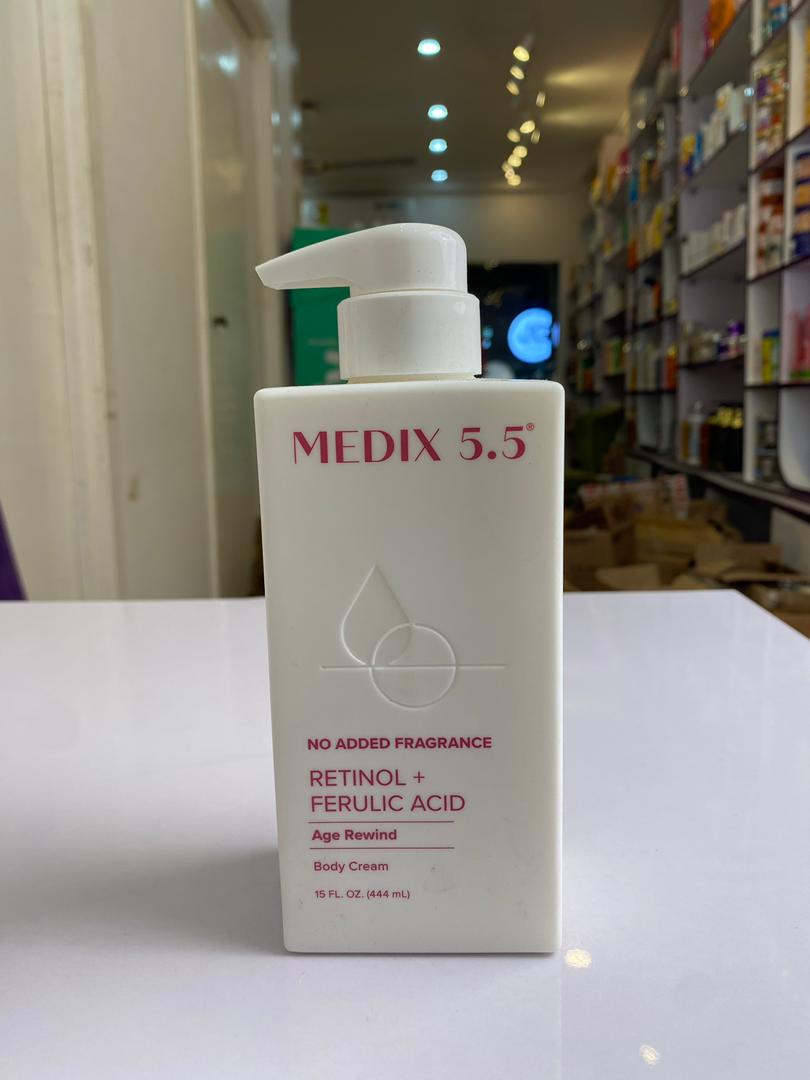 MEDIX 5.5®
NO ADDED FRAGRANCE
RETINOL +
FERULIC ACID
Age Rewind
Body Cream
15 FL. OZ. (444 mL)